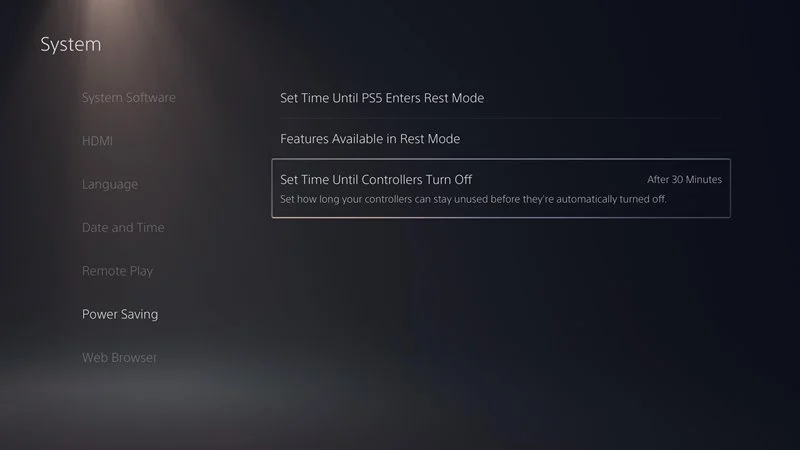 System
System Software
HDMI
Language
Date and Time
Remote Play
Power Saving
Web Browser
Set Time Until PS5 Enters Rest Mode
Features Available in Rest Mode
Set Time Until Controllers Turn Off
After 30 Minutes
Set how long your controllers can stay unused before they're automatically turned off.